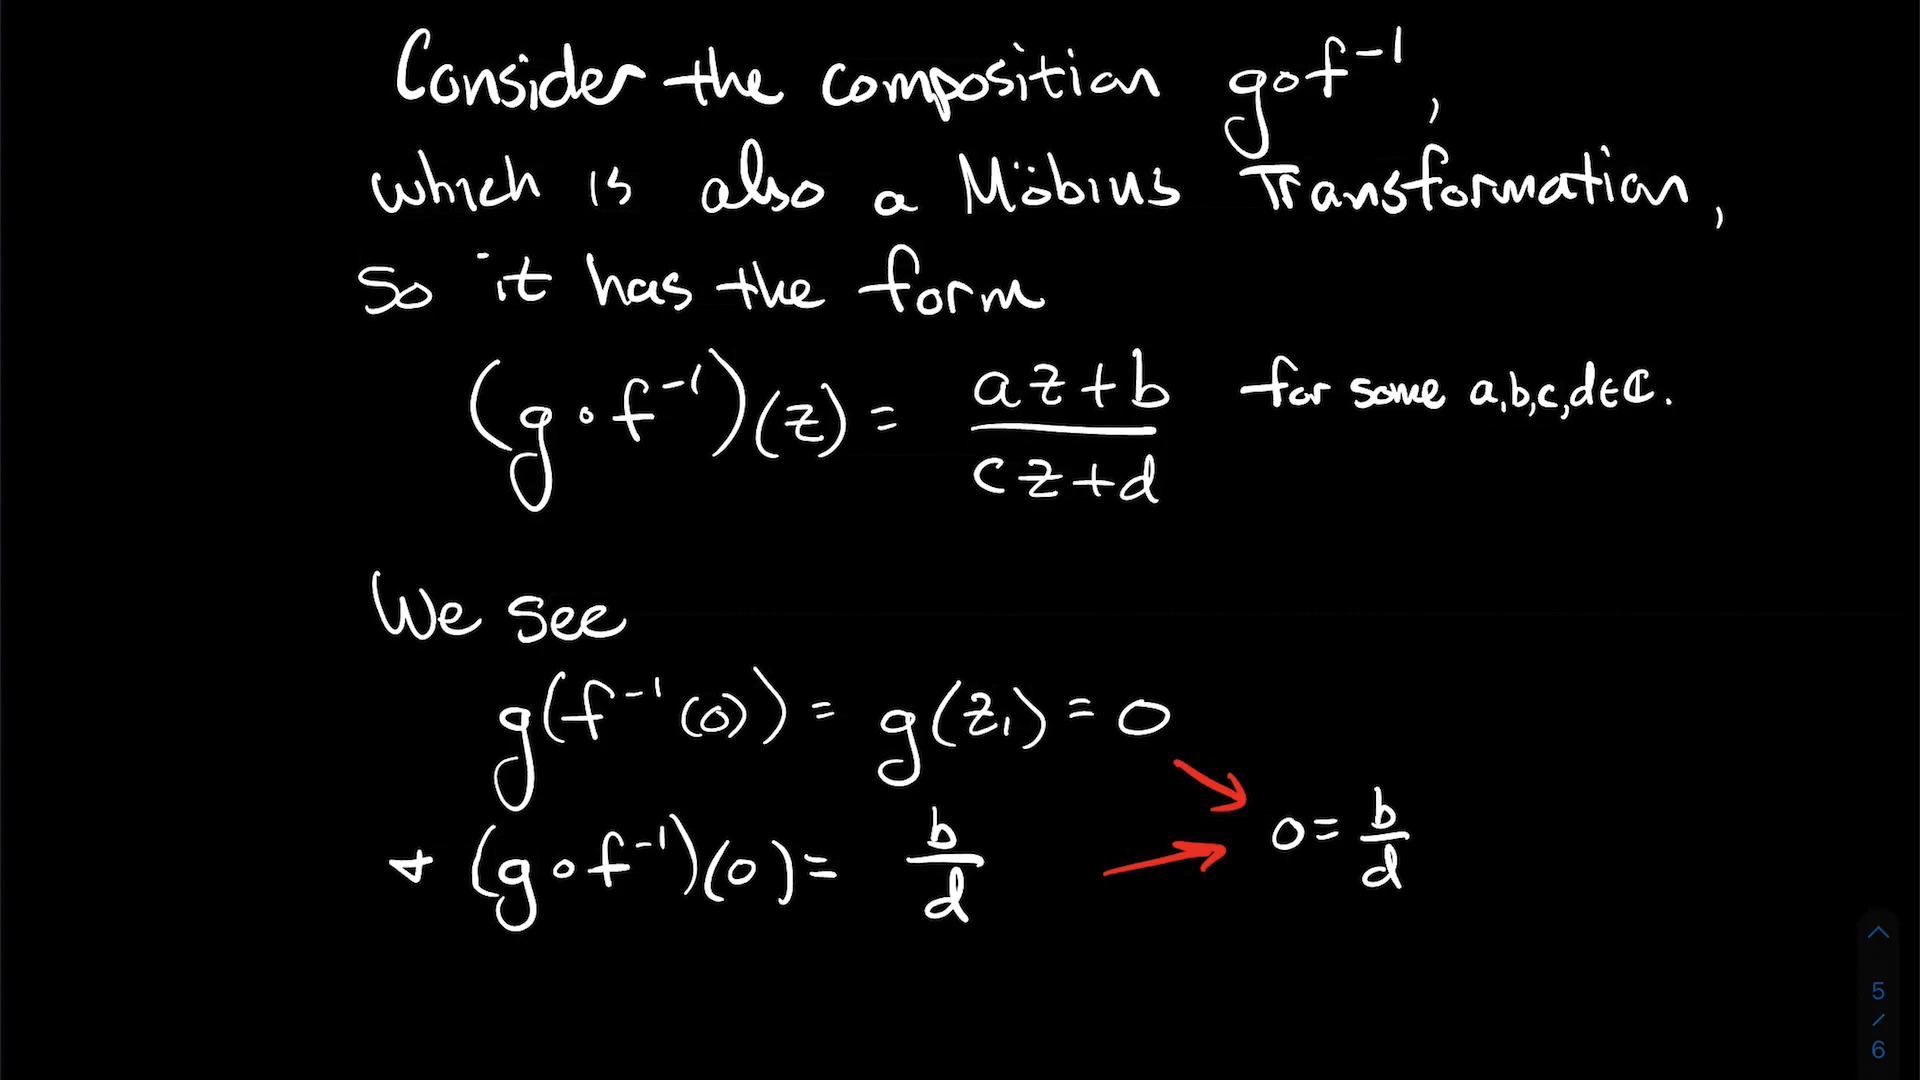 Consider the composition g∘f⁻¹,
which is also a Möbius Transformation,
so it has the form
(g∘f⁻¹)(z) = (az+b)/(cz+d) for some a,b,c,d∈ℂ.
We see
g(f⁻¹(0)) = g(z₁) = 0
+ (g∘f⁻¹)(0) = b/d
0 = b/d
5
/
6